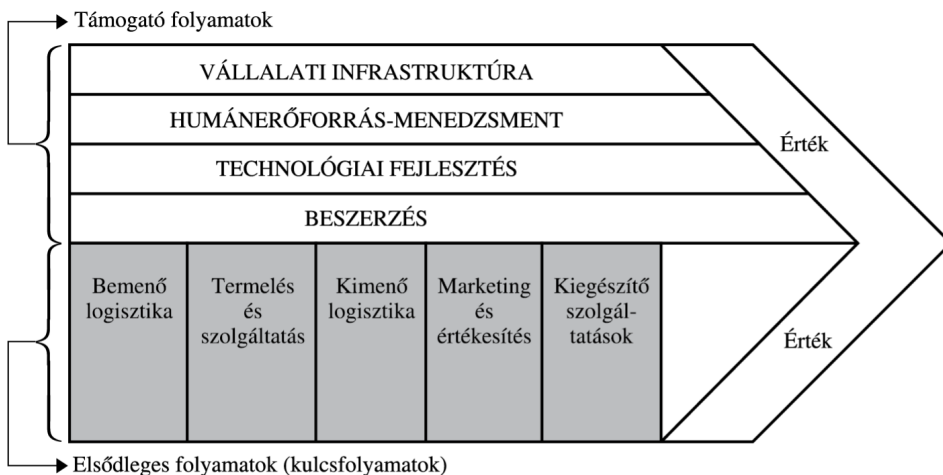 Támogató folyamatok
VÁLLALATI INFRASTRUKTÚRA
HUMÁNERŐFORRÁS-MENEDZSMENT
TECHNOLÓGIAI FEJLESZTÉS
BESZERZÉS
Érték
Bemenő
logisztika
Termelés
és
szolgáltatás
Kimenő
logisztika
Marketing
és
értékesítés
Kiegészítő
szolgál-
tatások
Érték
Elsődleges folyamatok (kulcsfolyamatok)